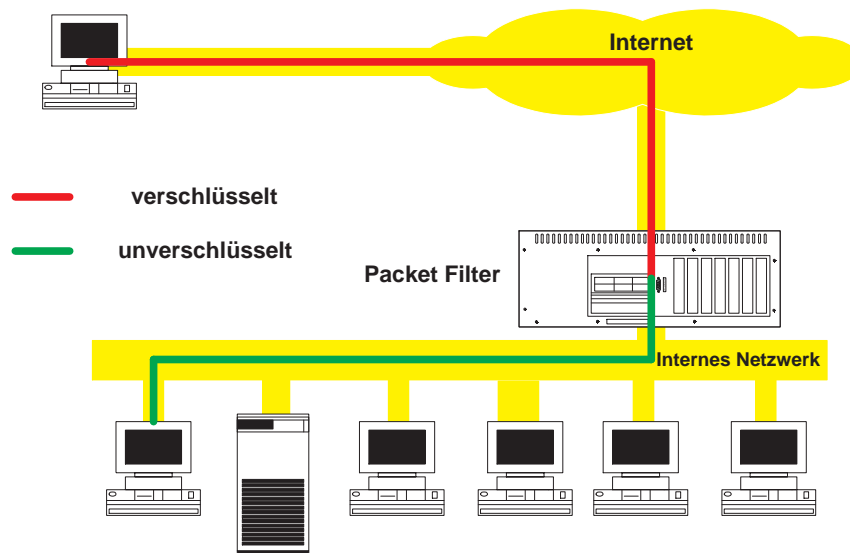 Internet
verschlüsselt
unverschlüsselt
Packet Filter
Internes Netzwerk